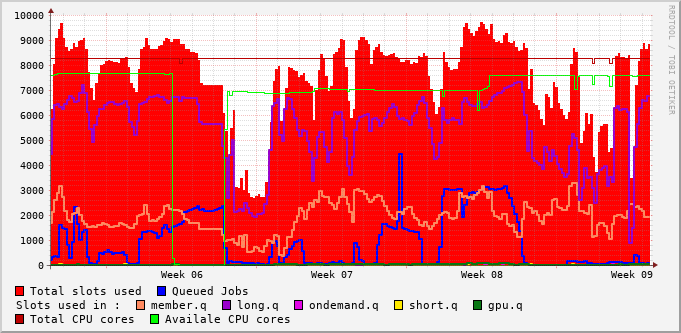 RRDTOOL / TOBI OETIKER
10000
9000
8000
7000
6000
5000
4000
3000
2000
1000
0
Week 06 Week 07 Week 08 Week 09
Total slots used Queued Jobs
Slots used in : member.q long.q ondemand.q short.q gpu.q
Total CPU cores Availale CPU cores